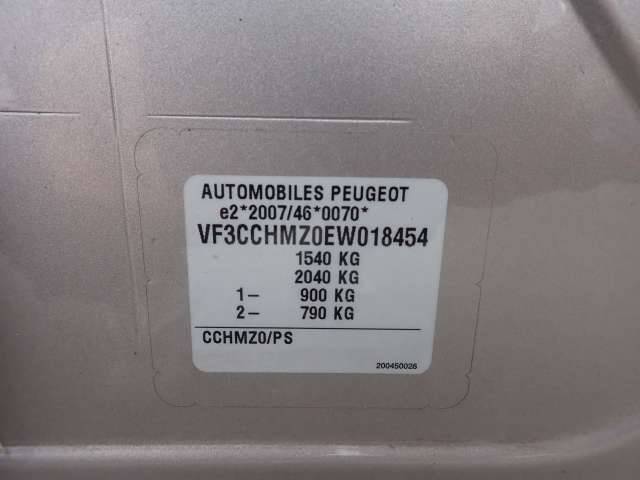 AUTOMOBILES PEUGEOT
e2*2007/46*0070*
VF3CCHMZ0EW018454
1540 KG
2040 KG
1- 900 KG
2- 790 KG
CCHMZ0/PS
200450026